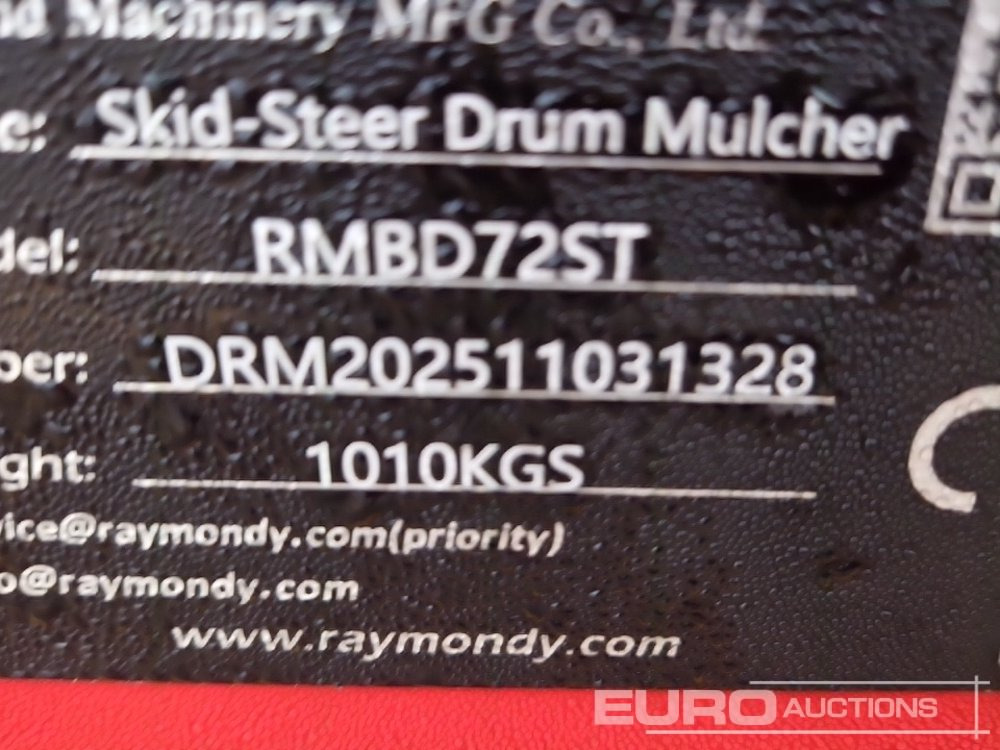 Machinery MFG Co., Ltd.
Skid-Steer Drum Mulcher
del: RMBD72ST
ber: DRM202511031328
ght: 1010KGS
vice@raymondy.com(priority)
o@raymondy.com
www.raymondy.com
EURO AUCTIONS